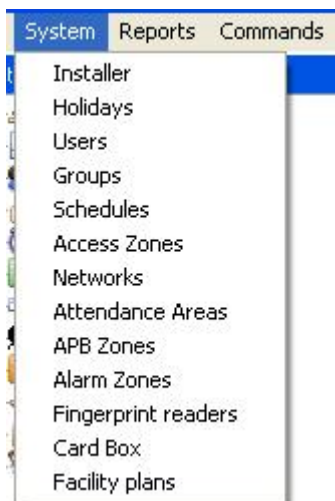 System Reports Commands
Installer
Holidays
Users
Groups
Schedules
Access Zones
Networks
Attendance Areas
APB Zones
Alarm Zones
Fingerprint readers
Card Box
Facility plans